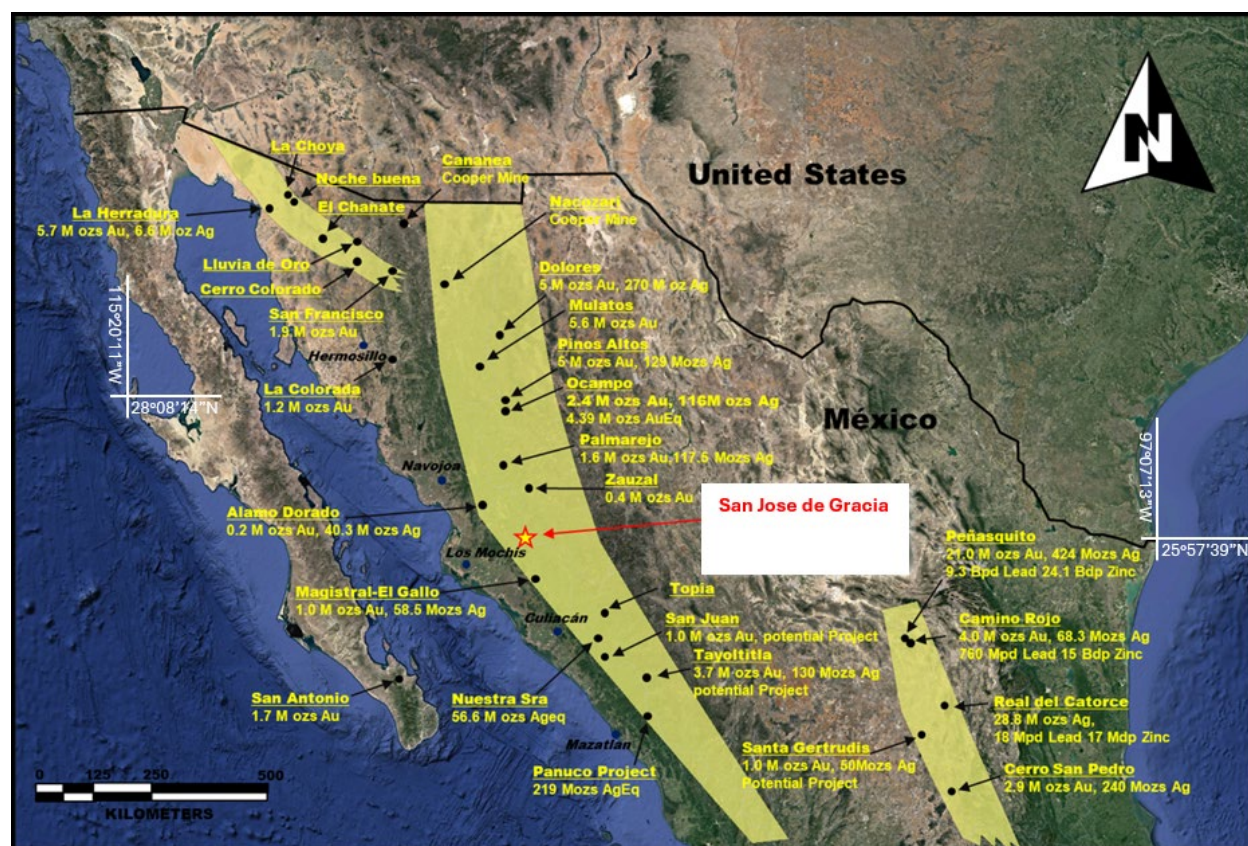 La Choya
Noche buena
Cananea
Cooper Mine
United States
N
La Herradura
5.7 M ozs Au, 6.6 M oz Ag
El Chanate
Nacozari
Cooper Mine
Lluvia de Oro
Cerro Colorado
Dolores
5 M ozs Au, 270 M oz Ag
San Francisco
1.9 M ozs Au
Mulatos
5.6 M ozs Au
Hermosillo
Pinos Altos
5 M ozs Au, 129 Mozs Ag
115º20'11"W
28º08'14"N
La Colorada
1.2 M ozs Au
Ocampo
2.4 M ozs Au, 116M ozs Ag
4.39 M ozs AuEq
México
Navojoa
Palmarejo
1.6 M ozs Au,117.5 Mozs Ag
Zauzal
0.4 M ozs Au
97º07'13"W
25º57'39"N
Alamo Dorado
0.2 M ozs Au, 40.3 M ozs Ag
San Jose de Gracia
Los Mochis
Peñasquito
21.0 M ozs Au, 424 Mozs Ag
9.3 Bpd Lead 24.1 Bdp Zinc
Magistral-El Gallo
1.0 M ozs Au, 58.5 Mozs Ag
Topia
Culiacán
San Juan
1.0 M ozs Au, potential Project
Camino Rojo
4.0 M ozs Au, 68.3 Mozs Ag
760 Mpd Lead 15 Bdp Zinc
Tayoltitla
3.7 M ozs Au, 130 Mozs Ag
potential Project
San Antonio
1.7 M ozs Au
Nuestra Sra
56.6 M ozs Ageq
Real del Catorce
28.8 M ozs Ag,
18 Mpd Lead 17 Mdp Zinc
Mazatlan
Santa Gertrudis
1.0 M ozs Au, 50Mozs Ag
Potential Project
Panuco Project
219 Mozs AgEq
Cerro San Pedro
2.9 M ozs Au, 240 Mozs Ag
0 125 250 500
KILOMETERS